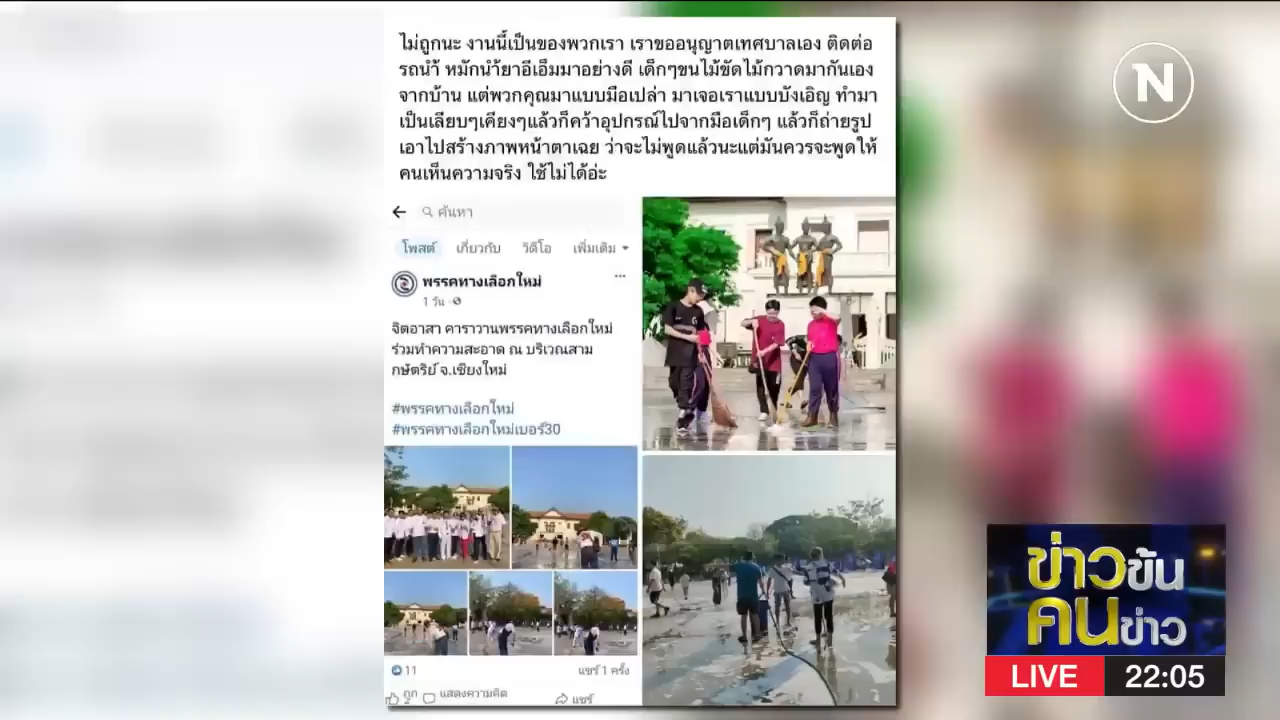 ไม่ถูกนะ งานนี้เป็นของพวกเรา เราขออนุญาตเทศบาลเอง ติดต่อ
รถน้ำ หมักน้ำยาอีเอ็มมาอย่างดี เด็กๆขนไม้ขัดไม้กวาดมากันเอง
จากบ้าน แต่พวกคุณมาแบบมือเปล่า มาเจอเราแบบบังเอิญ ทำมา
เป็นเลียบๆเคียงๆแล้วก็คว้าอุปกรณ์ไปจากมือเด็กๆ แล้วก็ถ่ายรูป
เอาไปสร้างภาพหน้าตาเฉย ว่าจะไม่พูดแล้วนะแต่มันควรจะพูดให้
คนเห็นความจริง ใช้ไม่ได้อ่ะ
ค้นหา
โพสต์ เกี่ยวกับ วิดีโอ เพิ่มเติม
พรรคทางเลือกใหม่
1 วัน
จิตอาสา คาราวานพรรคทางเลือกใหม่
ร่วมทำความสะอาด ณ บริเวณสาม
กษัตริย์ จ.เชียงใหม่
#พรรคทางเลือกใหม่
#พรรคทางเลือกใหม่เบอร์30
11 แชร์ 1 ครั้ง
ถูก แสดงความคิด แชร์
N
ข่าวข้น
คนข่าว
LIVE 22:05